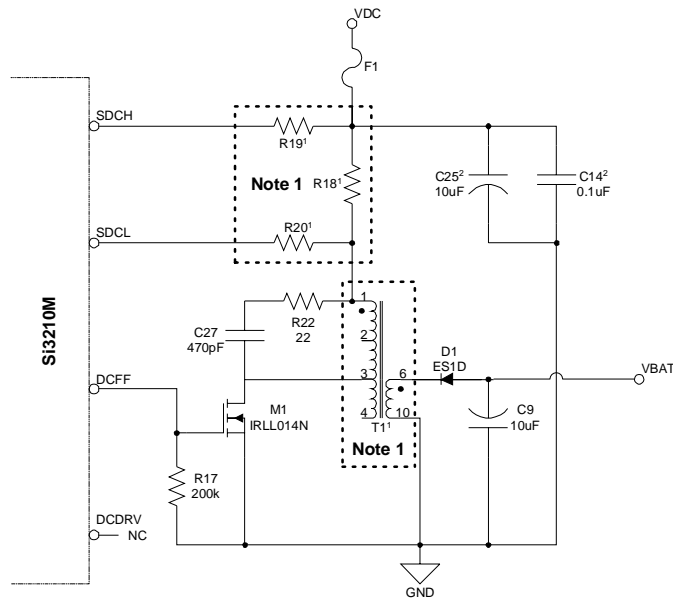 VDC
F1
SDCH
R19¹
Note 1
R18¹
C25²
10uF
C14²
0.1uF
SDCL
R20¹
Si3210M
1
R22
22
C27
470pF
2
DCFF
3
6
D1
ES1D
VBAT
M1
IRLL014N
4
10
T1¹
C9
10uF
Note 1
R17
200k
DCDRV
NC
GND